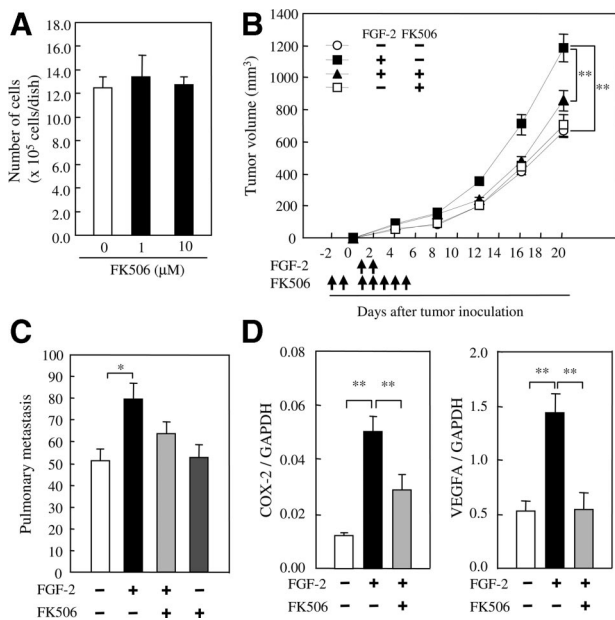 A
Number of cells
(x 10⁵ cells/dish)
18.0
16.0
14.0
12.0
10.0
8.0
6.0
4.0
2.0
0.0
0 1 10
FK506 (µM)
B
FGF-2 FK506
− −
+ −
+ +
− +
Tumor volume (mm³)
1400
1200
1000
800
600
400
200
0
**
**
-2 0 2 4 6 8 10 12 14 16 18 20
FGF-2
FK506
Days after tumor inoculation
C
Pulmonary metastasis
100
90
80
70
60
50
40
30
20
10
0
*
FGF-2 − + + −
FK506 − − + +
D
COX-2 / GAPDH
0.08
0.06
0.04
0.02
0.00
** **
FGF-2 − + +
FK506 − − +
VEGFA / GAPDH
2.0
1.5
1.0
0.5
0.0
** **
FGF-2 − + +
FK506 − − +